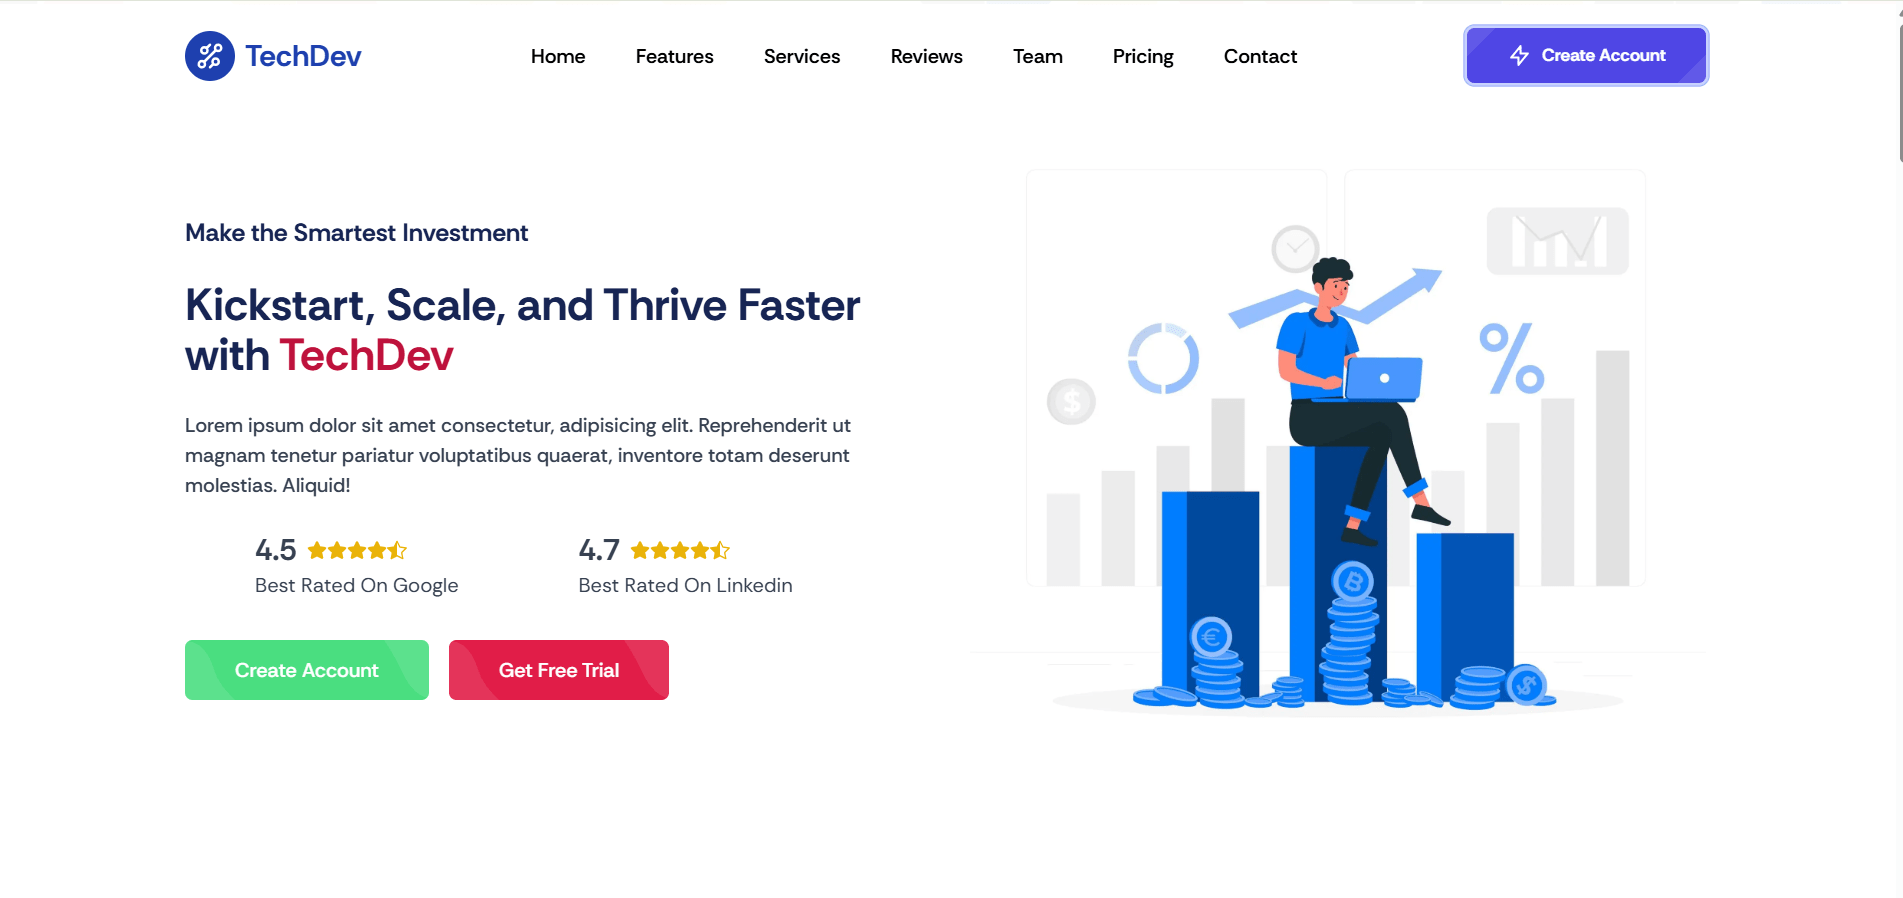 TechDev
Home
Features
Services
Reviews
Team
Pricing
Contact
Create Account
Make the Smartest Investment
Kickstart, Scale, and Thrive Faster
with TechDev
Lorem ipsum dolor sit amet consectetur, adipisicing elit. Reprehenderit ut
magnam tenetur pariatur voluptatibus quaerat, inventore totam deserunt
molestias. Aliquid!
4.5
Best Rated On Google
4.7
Best Rated On Linkedin
Create Account
Get Free Trial
$
%
₿
€
$